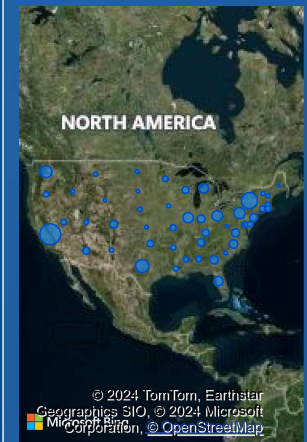 NORTH AMERICA
© 2024 TomTom, Earthstar
Geographics SIO, © 2024 Microsoft
Corporation, © OpenStreetMap
Microsoft Bing